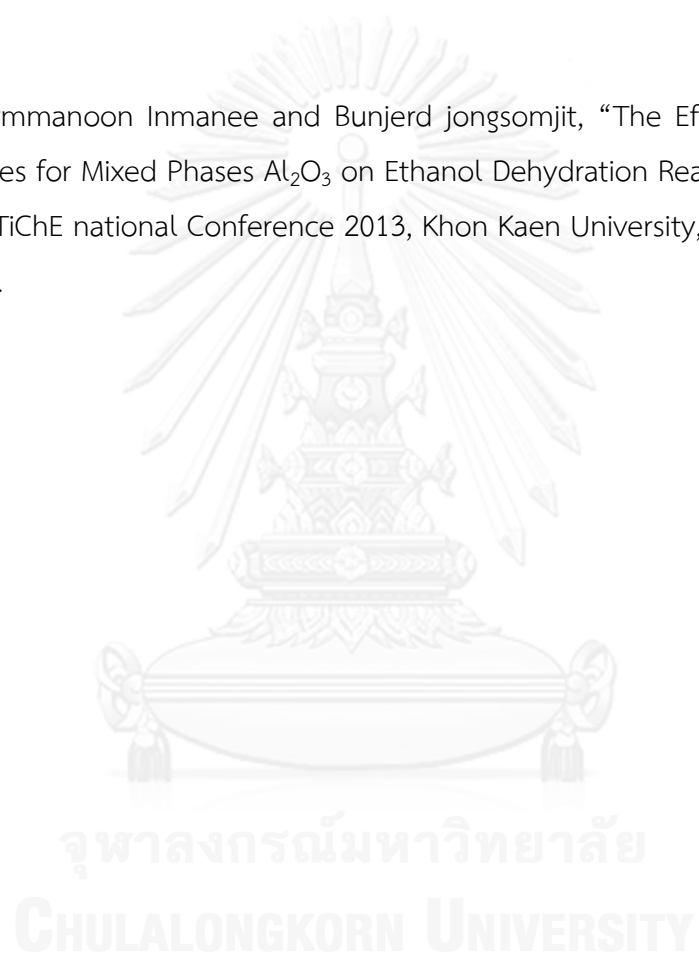 mmanoon Inmanee and Bunjerd jongsomjit, “The Ef
es for Mixed Phases Al₂O₃ on Ethanol Dehydration Rea
TiChE national Conference 2013, Khon Kaen University,
.
จุฬาลงกรณ์มหาวิทยาลัย
CHULALONGKORN UNIVERSITY